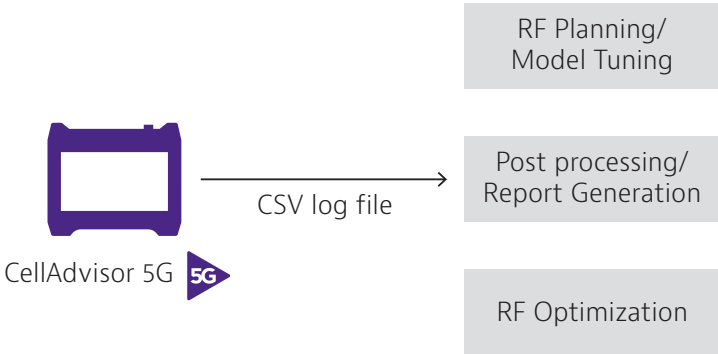 RF Planning/
Model Tuning
CSV log file
Post processing/
Report Generation
CellAdvisor 5G 5G
RF Optimization